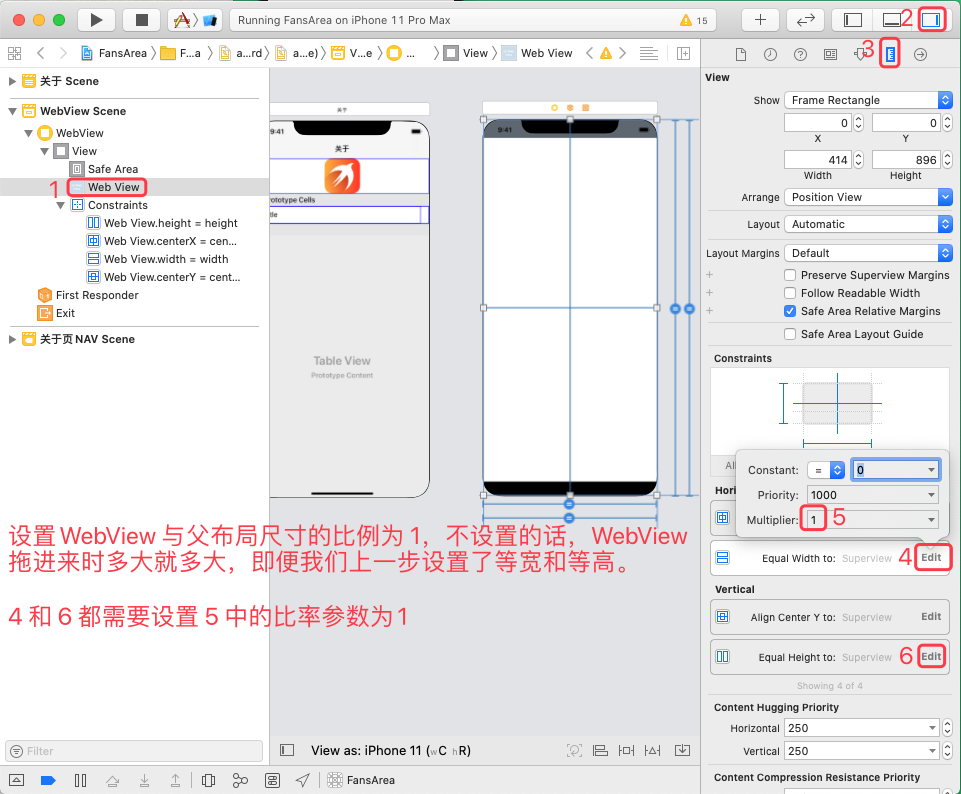 Running FansArea on iPhone 11 Pro Max
15
2
FansArea
F...a
a...rd
a...e)
V...e
...
View
Web View
3
关于 Scene
WebView Scene
WebView
View
Safe Area
1
Web View
Constraints
Web View.height = height
Web View.centerX = cen...
Web View.width = width
Web View.centerY = cent...
First Responder
Exit
关于页 NAV Scene
Filter
关于
9:41
关于
rototype Cells
tle
Table View
Prototype Content
9:41
设置 WebView 与父布局尺寸的比例为 1，不设置的话，WebView
拖进来时多大就多大，即便我们上一步设置了等宽和等高。
4 和 6 都需要设置 5 中的比率参数为1
View as: iPhone 11 (wC hR)
FansArea
View
Show
Frame Rectangle
0
0
X
Y
414
896
Width
Height
Arrange
Position View
Layout
Automatic
Layout Margins
Default
Preserve Superview Margins
Follow Readable Width
Safe Area Relative Margins
Safe Area Layout Guide
Constraints
Al
Constant:
=
0
Priority:
1000
Multiplier:
1
5
Hori
Equal Width to:
Superview
4
Edit
Vertical
Align Center Y to:
Superview
Edit
Equal Height to:
Superview
6
Edit
Showing 4 of 4
Content Hugging Priority
Horizontal
250
Vertical
250
Content Compression Resistance Priority